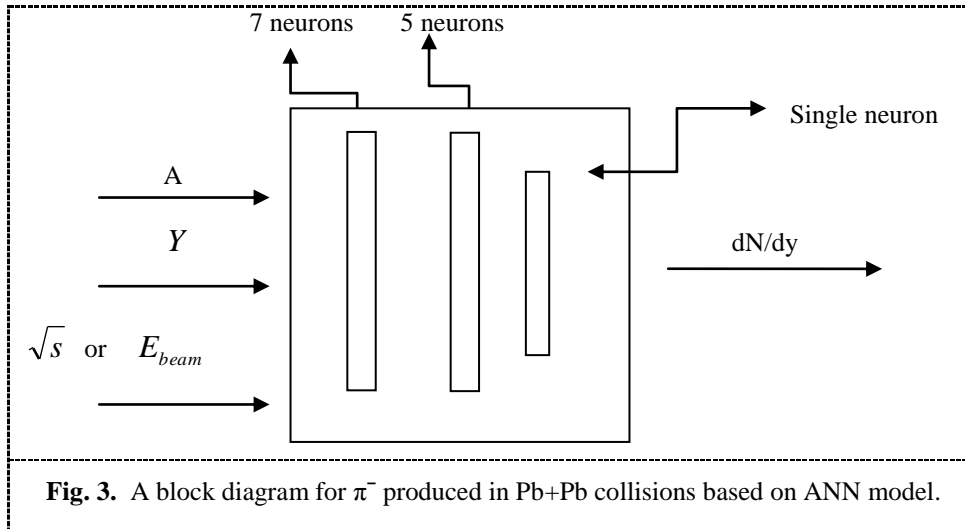 7 neurons
5 neurons
Single neuron
A
Y
dN/dy
√s or E_beam
Fig. 3. A block diagram for π⁻ produced in Pb+Pb collisions based on ANN model.